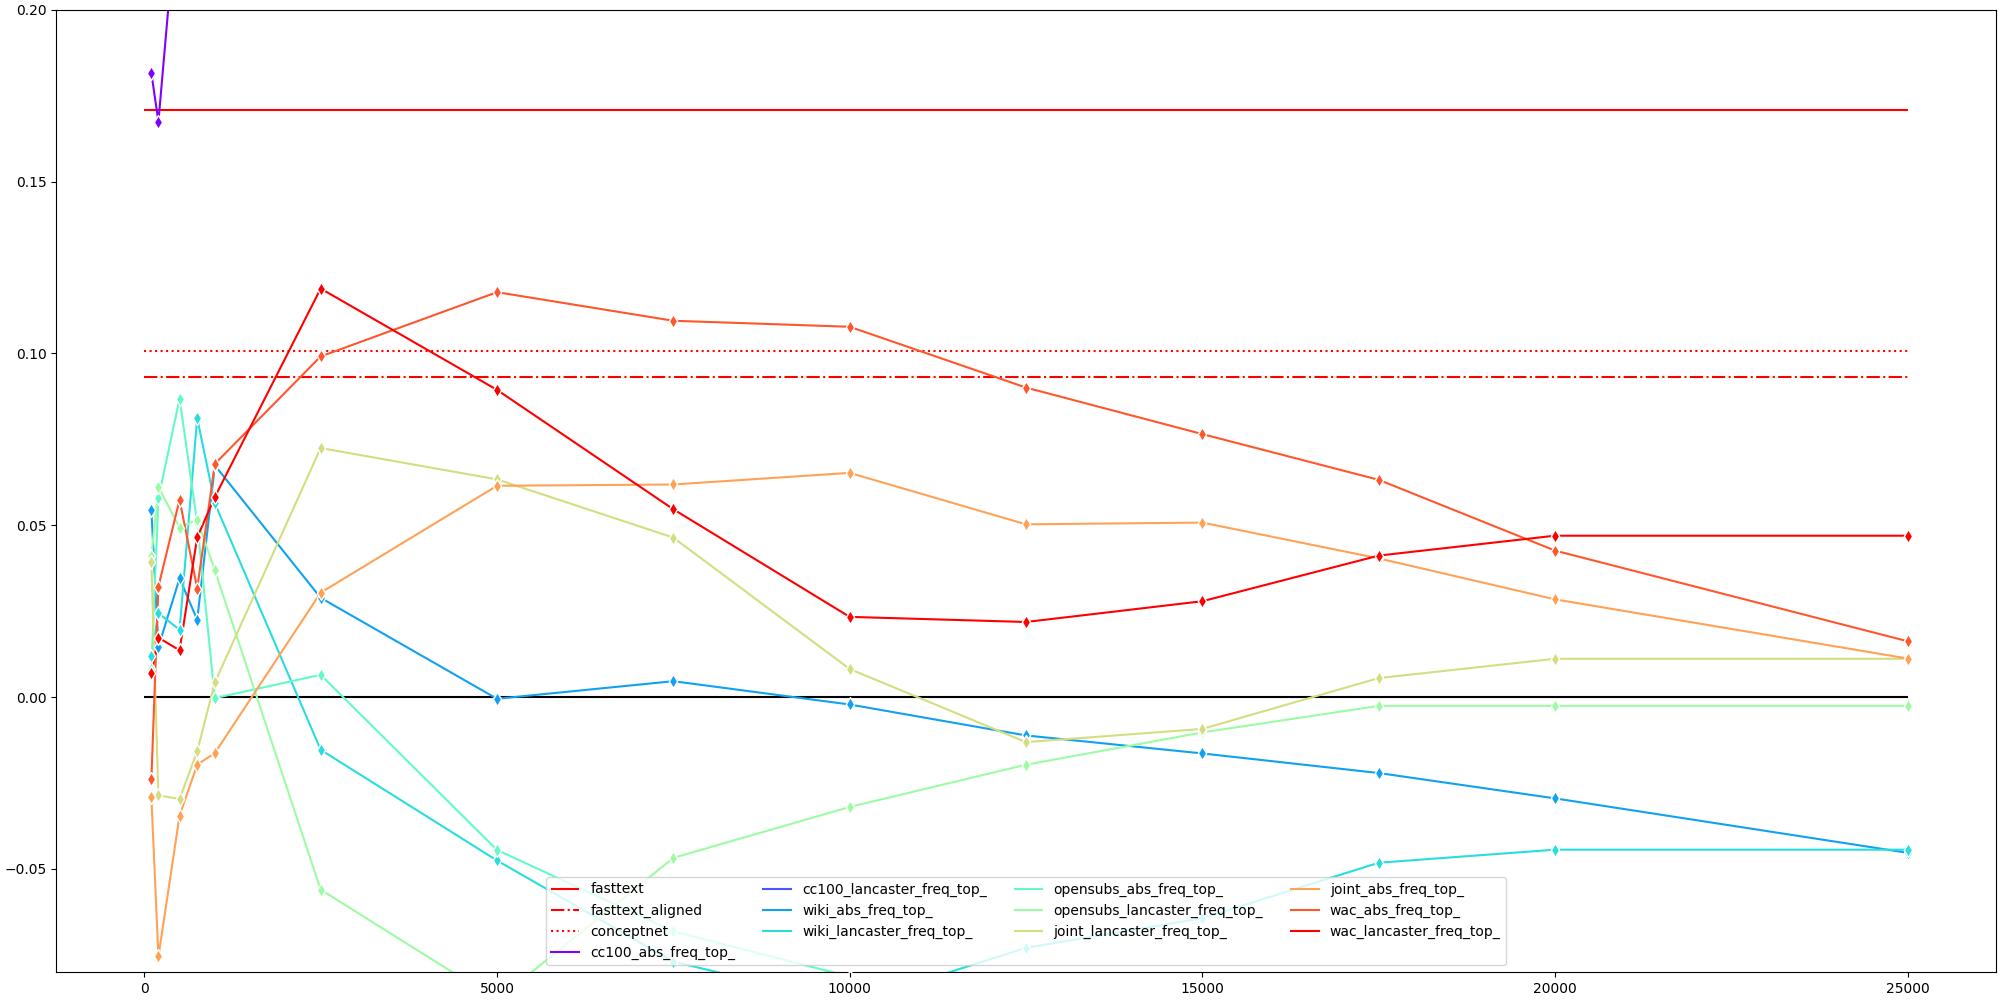 0.20
0.15
0.10
0.05
0.00
−0.05
fasttext cc100_lancaster_freq_top_ opensubs_abs_freq_top_ joint_abs_freq_top_
fasttext_aligned wiki_abs_freq_top_ opensubs_lancaster_freq_top_ wac_abs_freq_top_
conceptnet wiki_lancaster_freq_top_ joint_lancaster_freq_top_ wac_lancaster_freq_top_
cc100_abs_freq_top_
0 5000 10000 15000 20000 25000